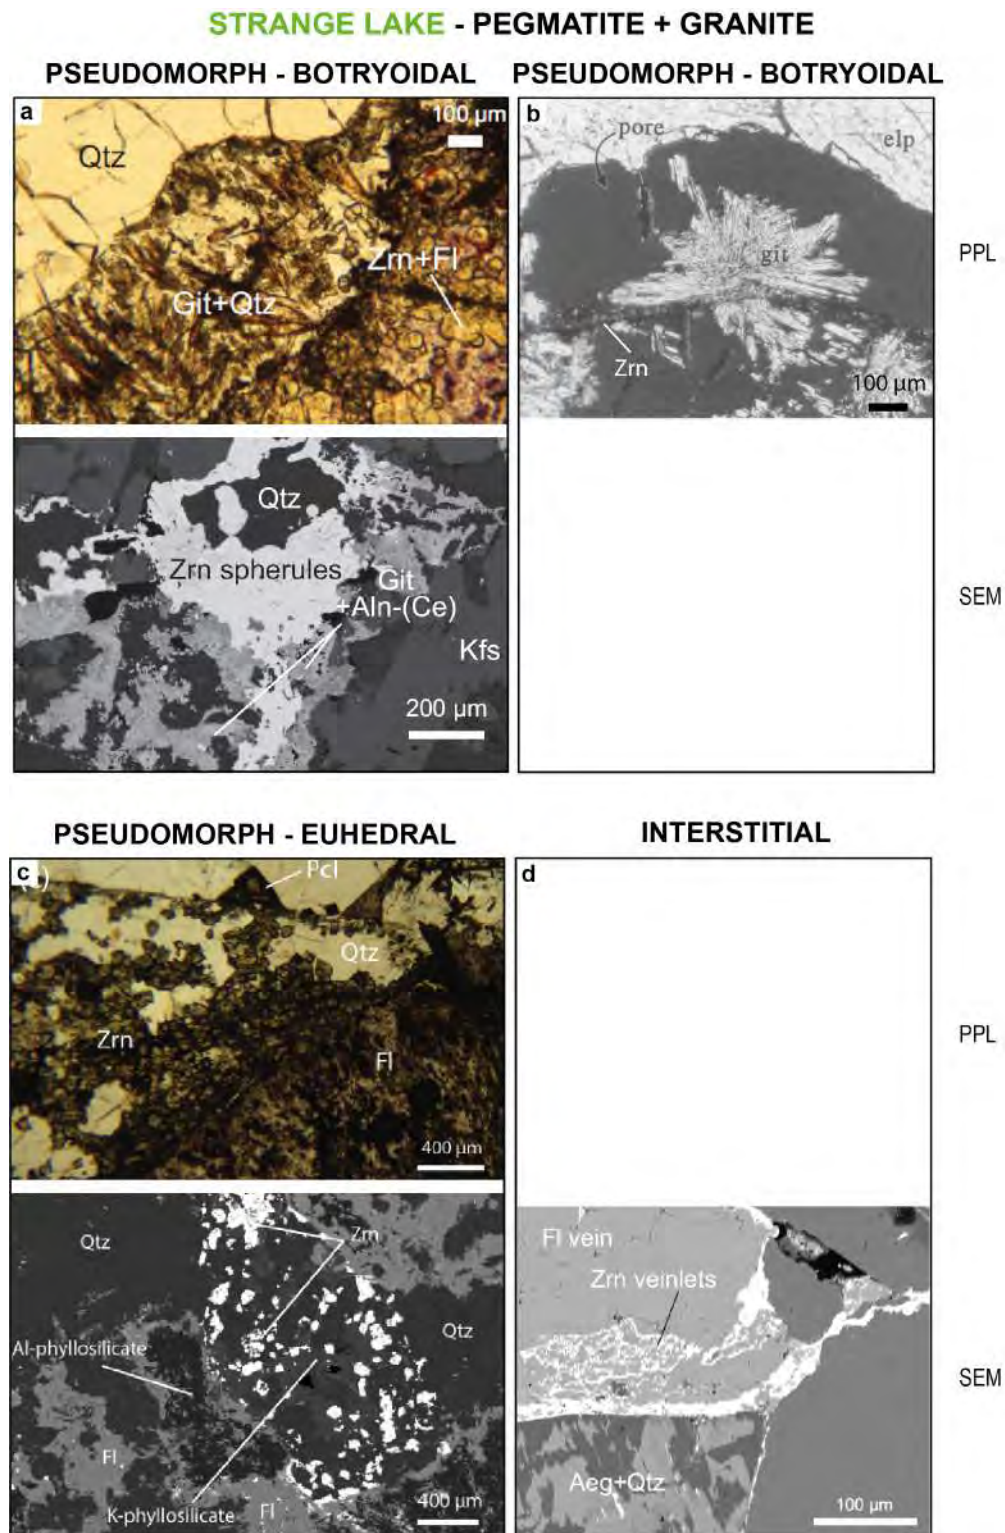 STRANGE LAKE - PEGMATITE + GRANITE
PSEUDOMORPH - BOTRYOIDAL
PSEUDOMORPH - BOTRYOIDAL
a
100 µm
Qtz
Zrn+Fl
Git+Qtz
b
pore
elp
git
Zrn
100 µm
PPL
Qtz
Zrn spherules
Git
+Aln-(Ce)
Kfs
200 µm
SEM
PSEUDOMORPH - EUHEDRAL
INTERSTITIAL
c
Pcl
Qtz
Zrn
Fl
400 µm
d
PPL
Zrn
Qtz
Qtz
Al-phyllosilicate
Fl
K-phyllosilicate
Fl
400 µm
Fl vein
Zrn veinlets
Aeg+Qtz
100 µm
SEM